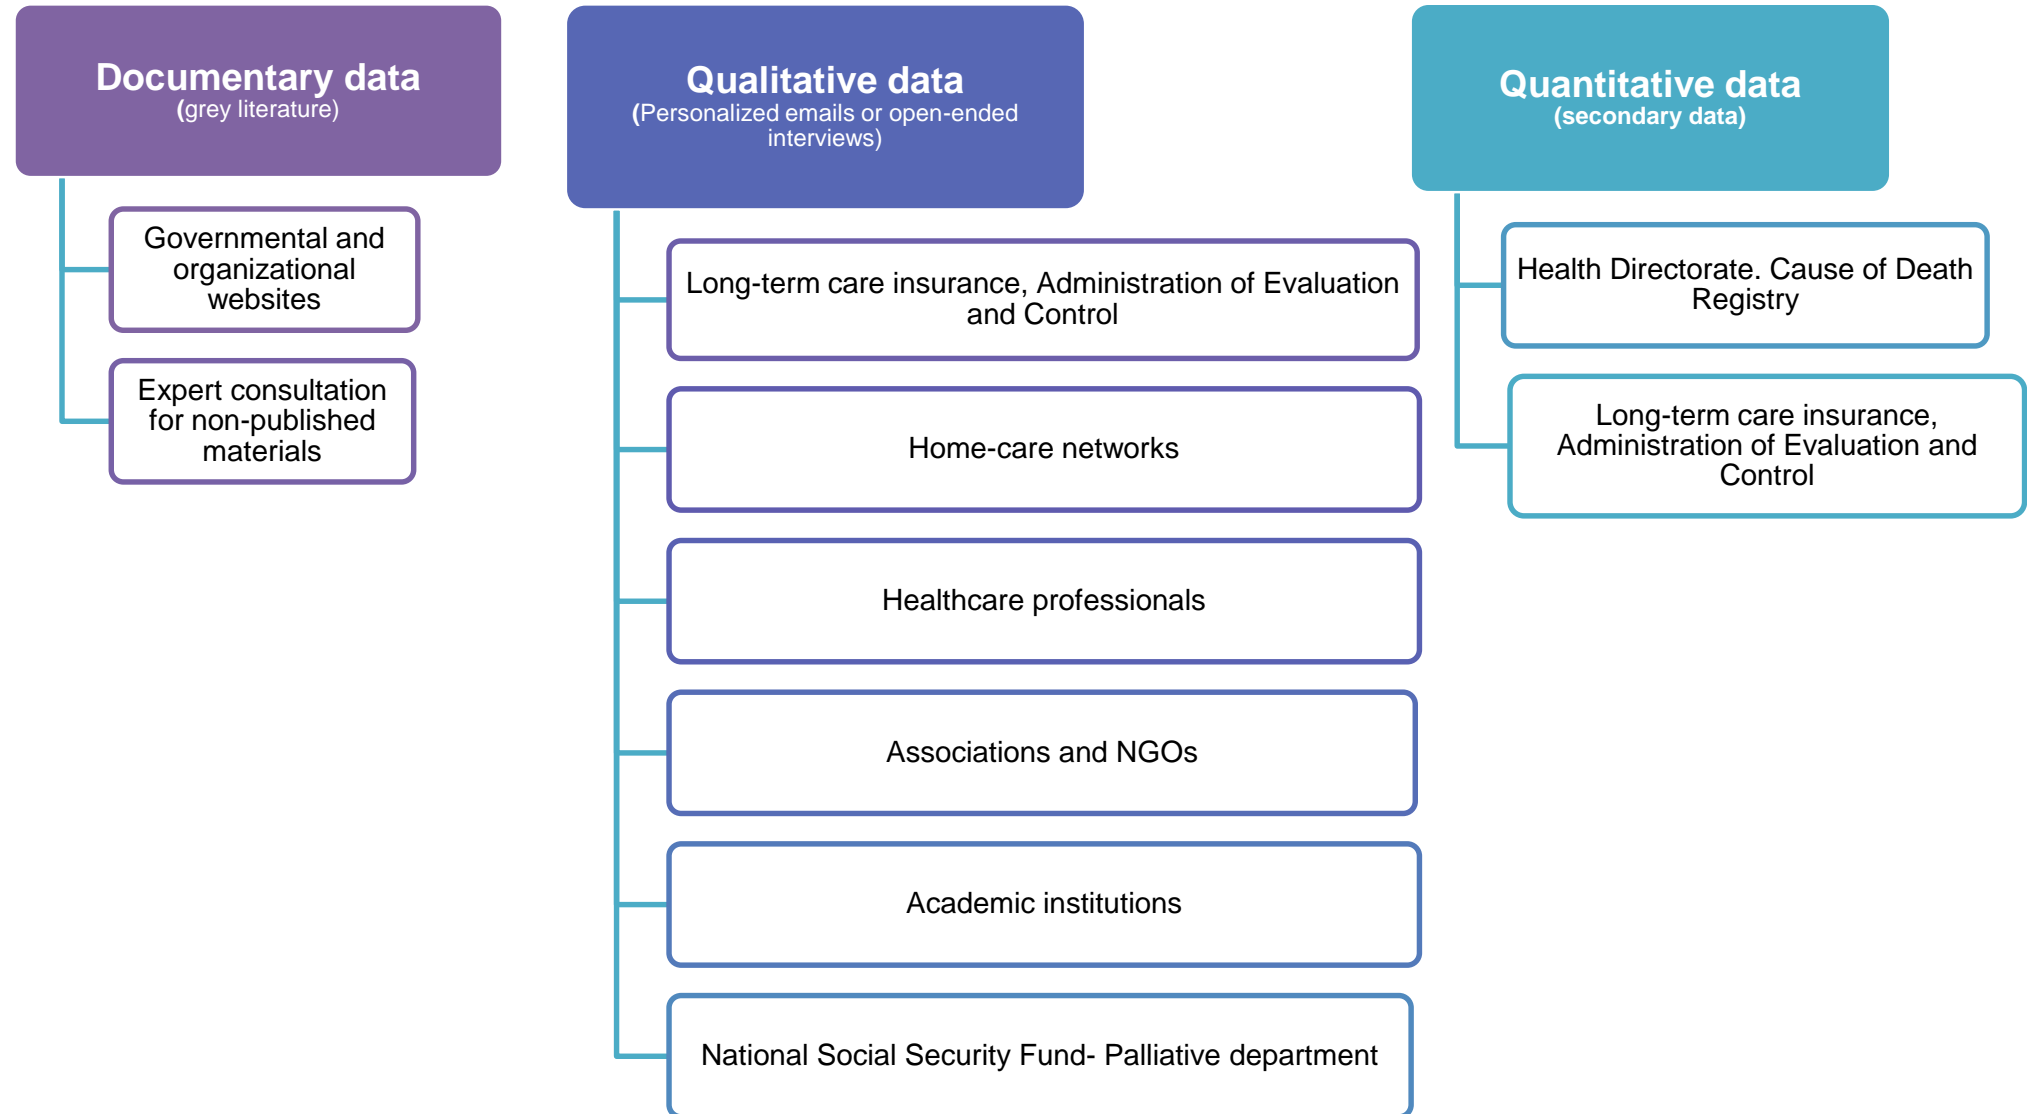 Documentary data
(grey literature)
Governmental and
organizational
websites
Expert consultation
for non-published
materials
Qualitative data
(Personalized emails or open-ended
interviews)
Long-term care insurance, Administration of Evaluation
and Control
Home-care networks
Healthcare professionals
Associations and NGOs
Academic institutions
National Social Security Fund- Palliative department
Quantitative data
(secondary data)
Health Directorate. Cause of Death
Registry
Long-term care insurance,
Administration of Evaluation and
Control